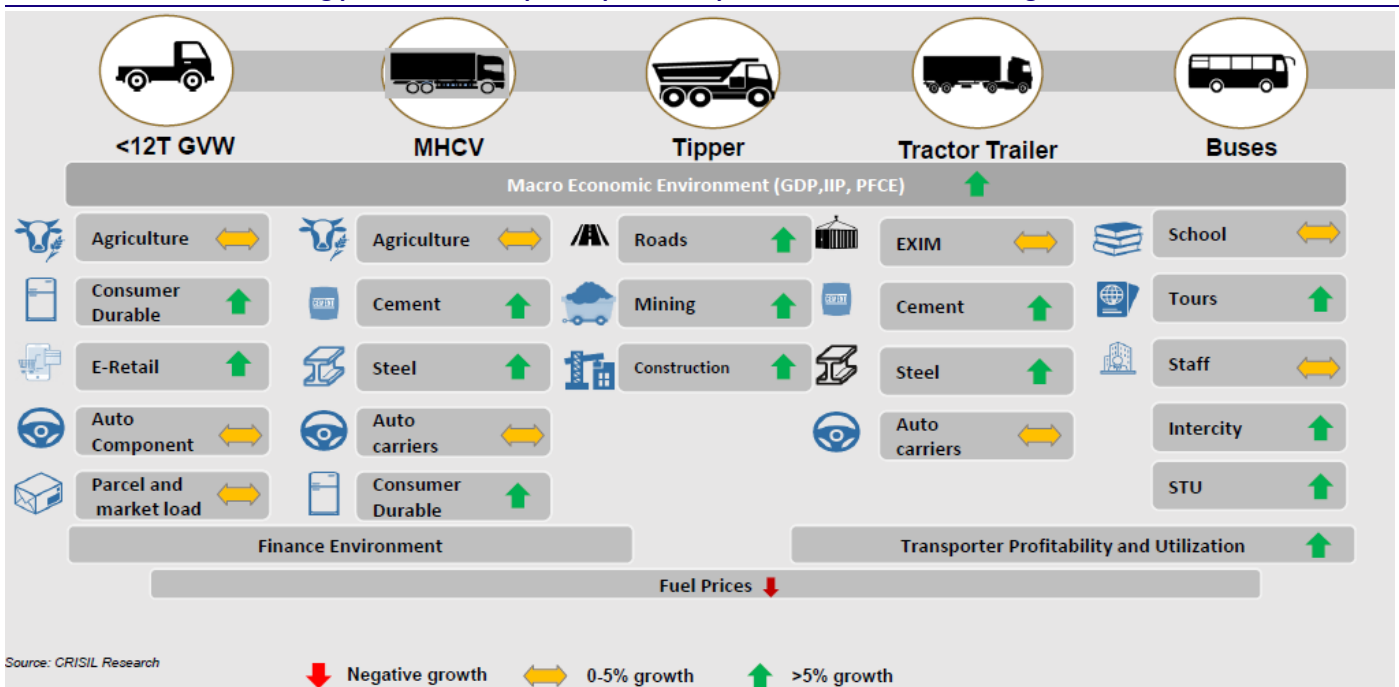 <12T GVW
MHCV
Tipper
Tractor Trailer
Buses
Macro Economic Environment (GDP,IIP, PFCE)
Agriculture
Consumer
Durable
E-Retail
Auto
Component
Parcel and
market load
Agriculture
Cement
Steel
Auto
carriers
Consumer
Durable
Roads
Mining
Construction
EXIM
Cement
Steel
Auto
carriers
School
Tours
Staff
Intercity
STU
Finance Environment
Transporter Profitability and Utilization
Fuel Prices
Source: CRISIL Research
Negative growth
0-5% growth
>5% growth